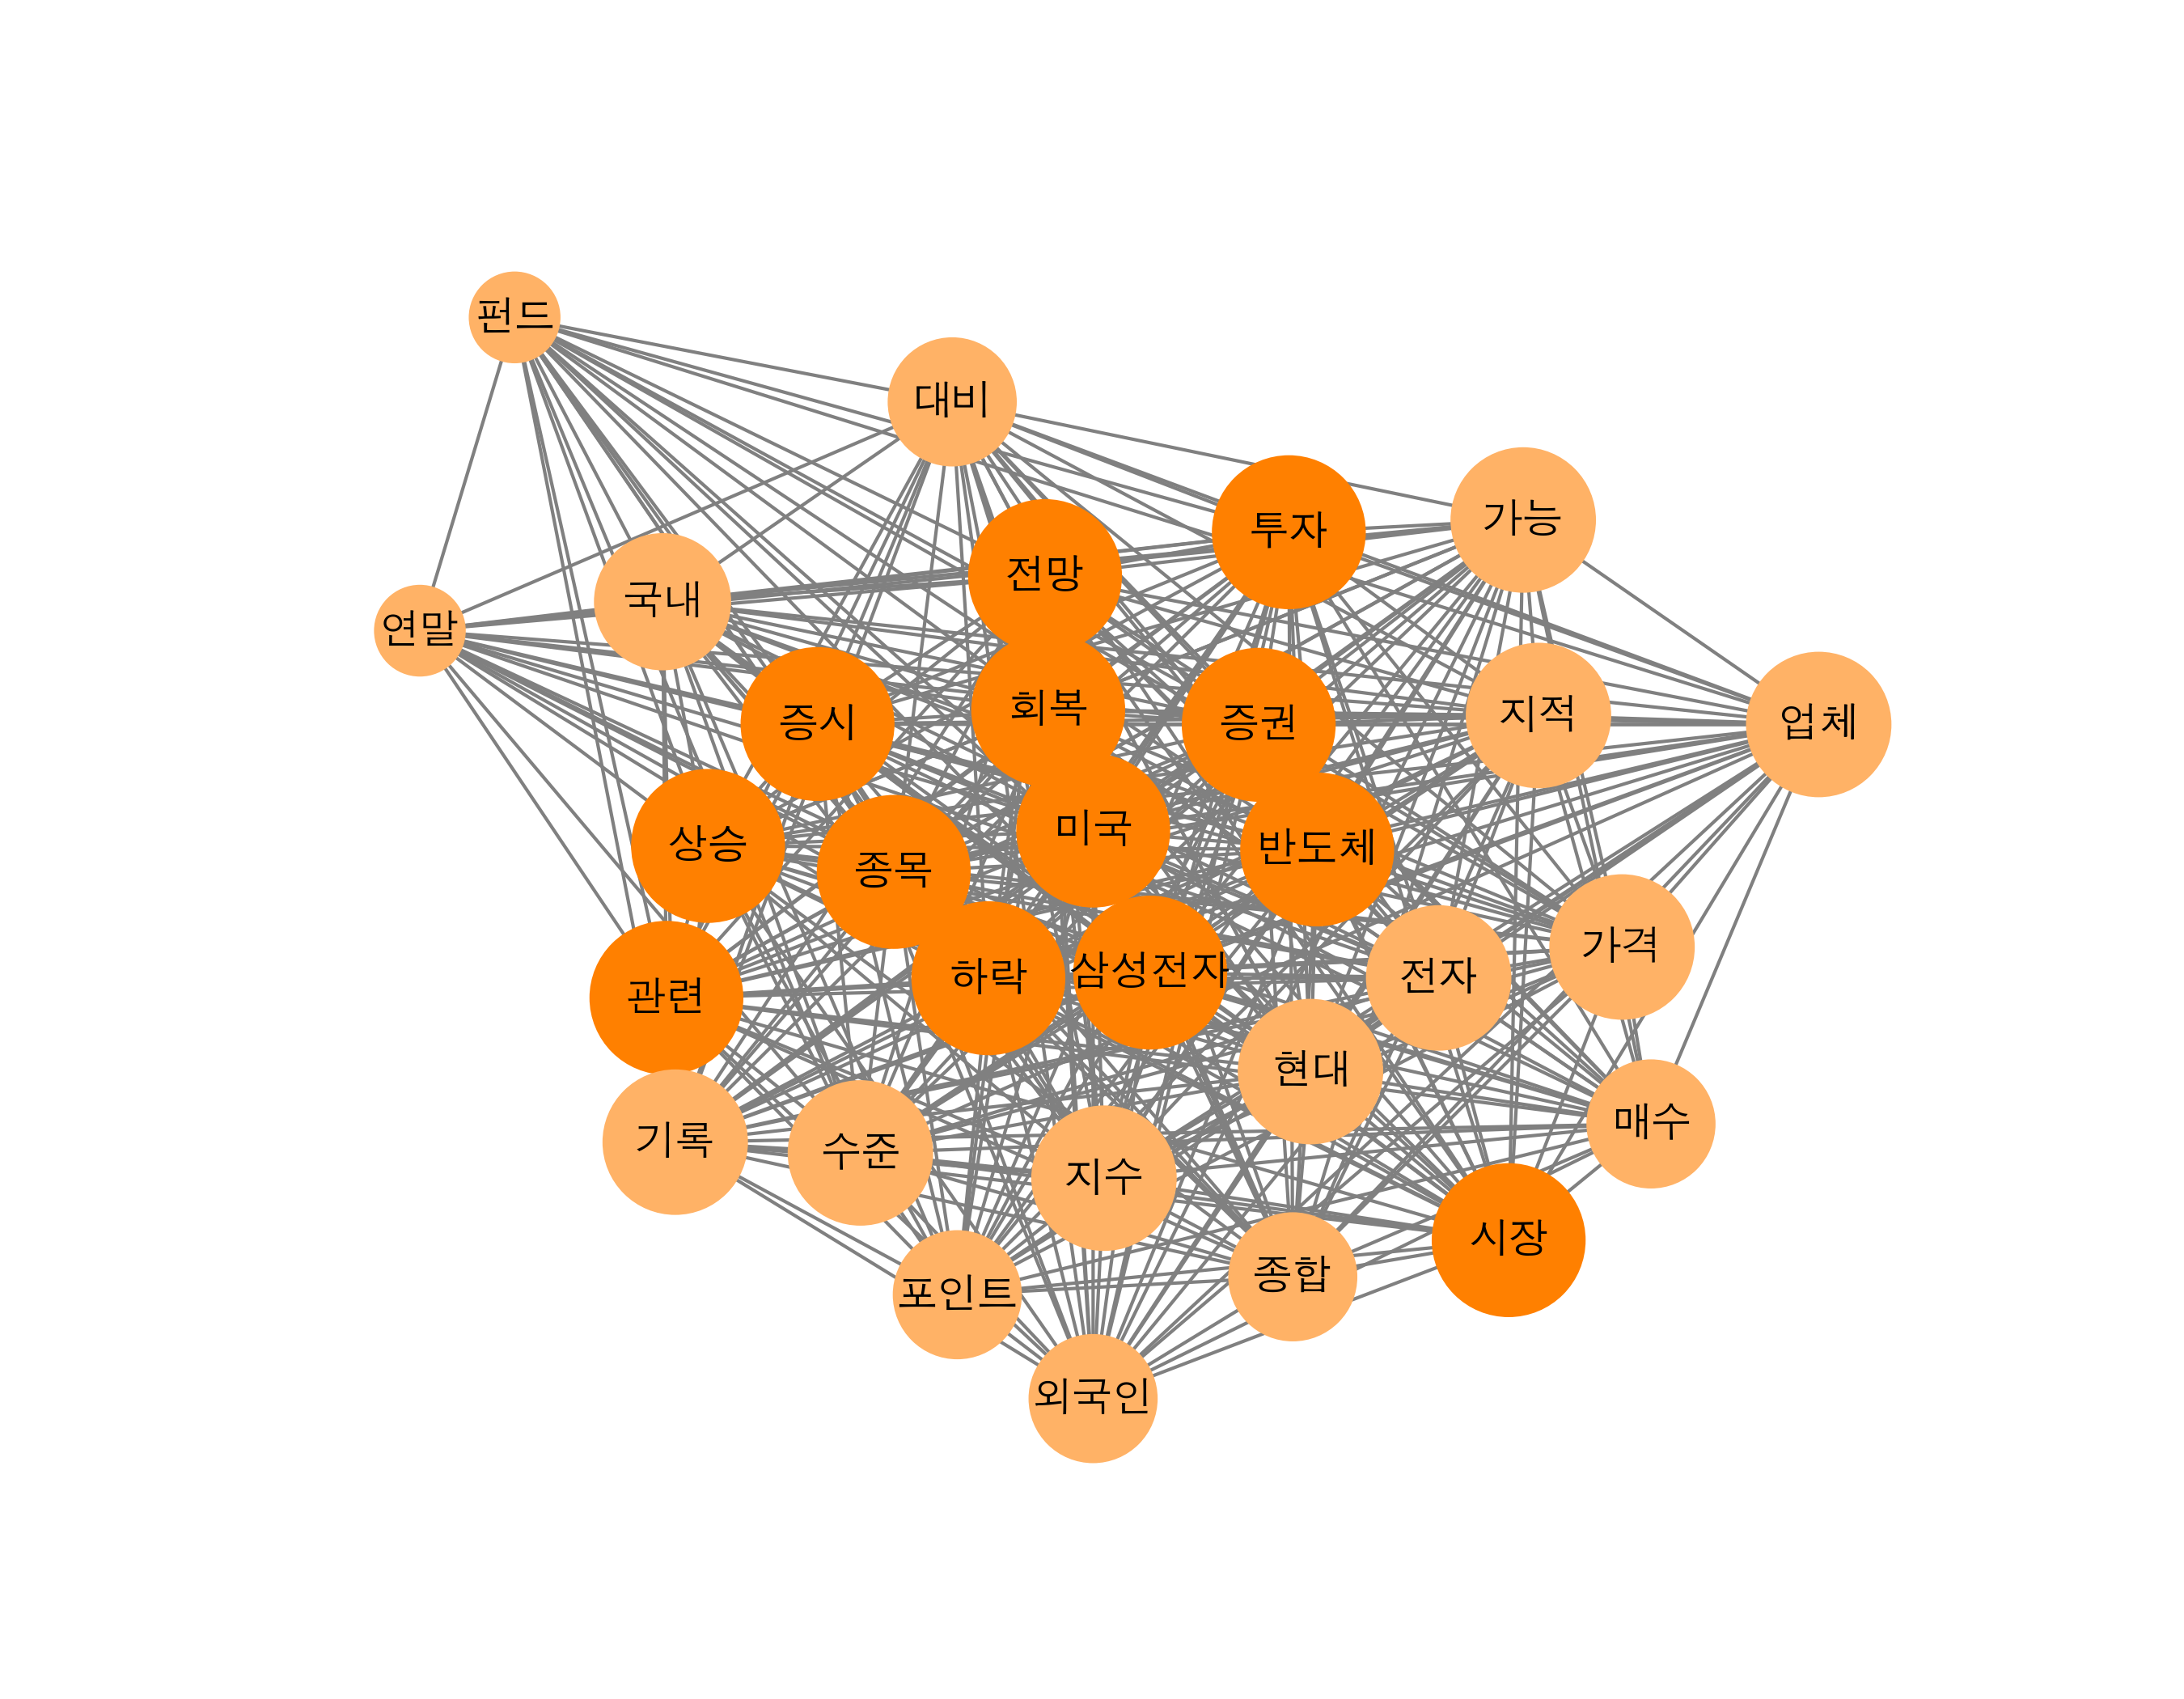 펀드
대비
가능
투자
전망
국내
연말
회복
지적
증시
증권
업체
미국
상승
반도체
종목
가격
삼성전자
전자
하락
관련
현대
매수
기록
수준
지수
시장
종합
포인트
외국인